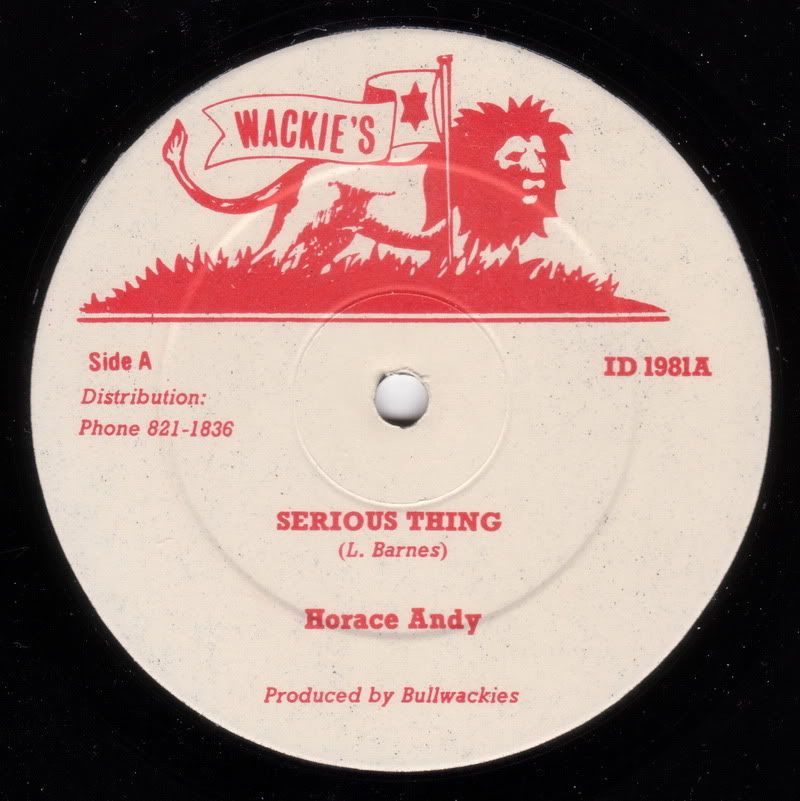 WACKIE'S
Side A
ID 1981A
Distribution:
Phone 821-1836
SERIOUS THING
(L. Barnes)
Horace Andy
Produced by Bullwackies